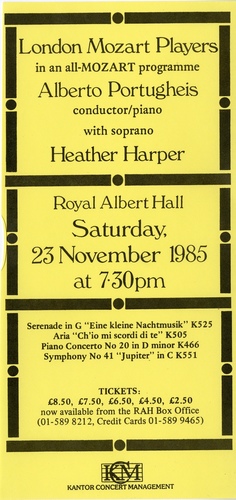 London Mozart Players
in an all-MOZART programme
Alberto Portugheis
conductor/piano
with soprano
Heather Harper
Royal Albert Hall
Saturday,
23 November 1985
at 7·30pm
Serenade in G "Eine kleine Nachtmusik" K525
Aria "Ch'io mi scordi di te" K505
Piano Concerto No 20 in D minor K466
Symphony No 41 "Jupiter" in C K551
TICKETS:
£8.50, £7.50, £6.50, £4.50, £2.50
now available from the RAH Box Office
(01-589 8212, Credit Cards 01-589 9465)
KCM
KANTOR CONCERT MANAGEMENT